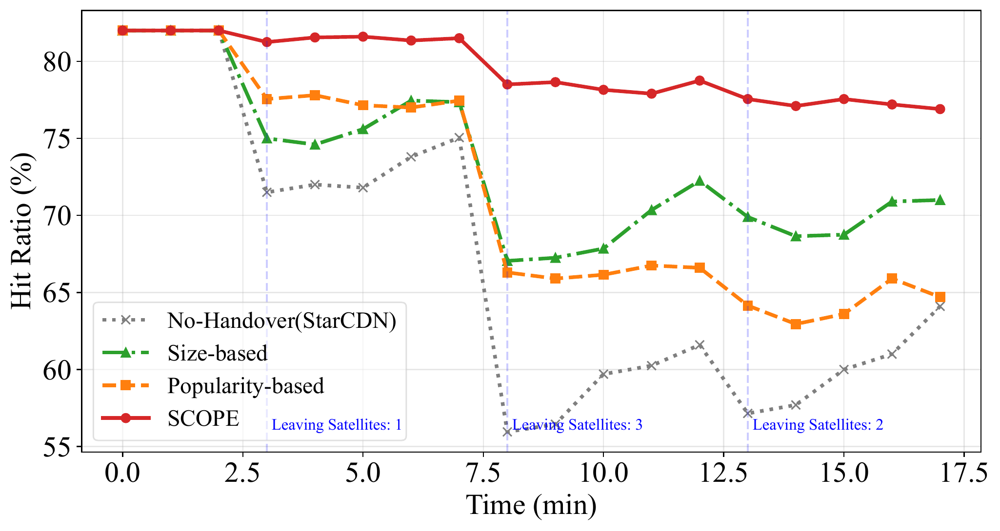 Hit Ratio (%)
80
75
70
65
60
55
No-Handover(StarCDN)
Size-based
Popularity-based
SCOPE
Leaving Satellites: 1
Leaving Satellites: 3
Leaving Satellites: 2
0.0 2.5 5.0 7.5 10.0 12.5 15.0 17.5
Time (min)